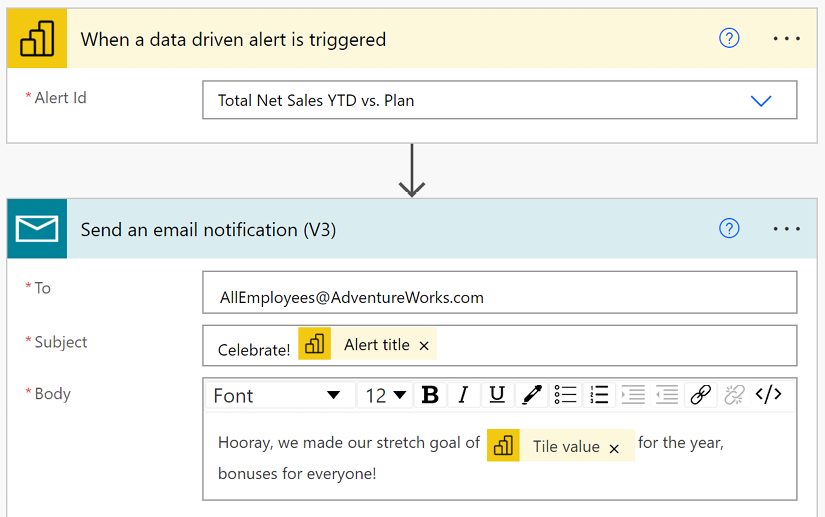 When a data driven alert is triggered ? ...
* Alert Id Total Net Sales YTD vs. Plan
Send an email notification (V3) ? ...
* To AllEmployees@AdventureWorks.com
* Subject Celebrate! Alert title ×
* Body Font 12 B I U </>
Hooray, we made our stretch goal of Tile value × for the year,
bonuses for everyone!